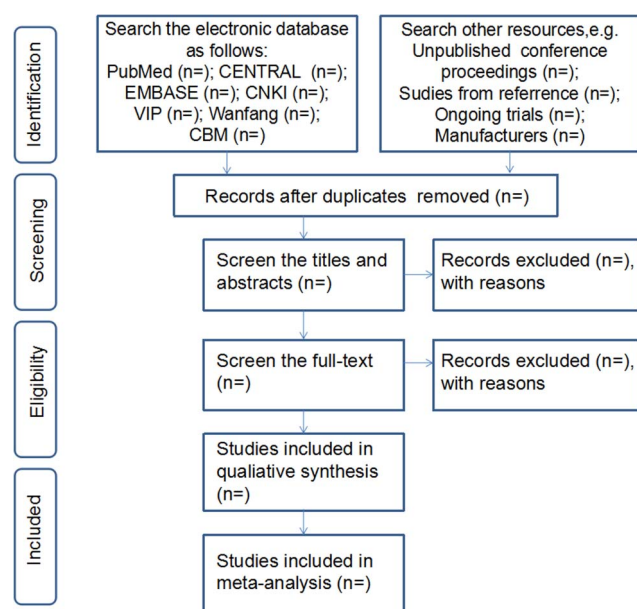 Identification
Search the electronic database
as follows:
PubMed (n=); CENTRAL (n=);
EMBASE (n=); CNKI (n=);
VIP (n=); Wanfang (n=);
CBM (n=)
Search other resources,e.g.
Unpublished conference
proceedings (n=);
Sudies from referrence (n=);
Ongoing trials (n=);
Manufacturers (n=)
Screening
Records after duplicates removed (n=)
Screen the titles and
abstracts (n=)
Records excluded (n=),
with reasons
Eligibility
Screen the full-text
(n=)
Records excluded (n=),
with reasons
Included
Studies included in
qualiative synthesis
(n=)
Studies included in
meta-analysis (n=)